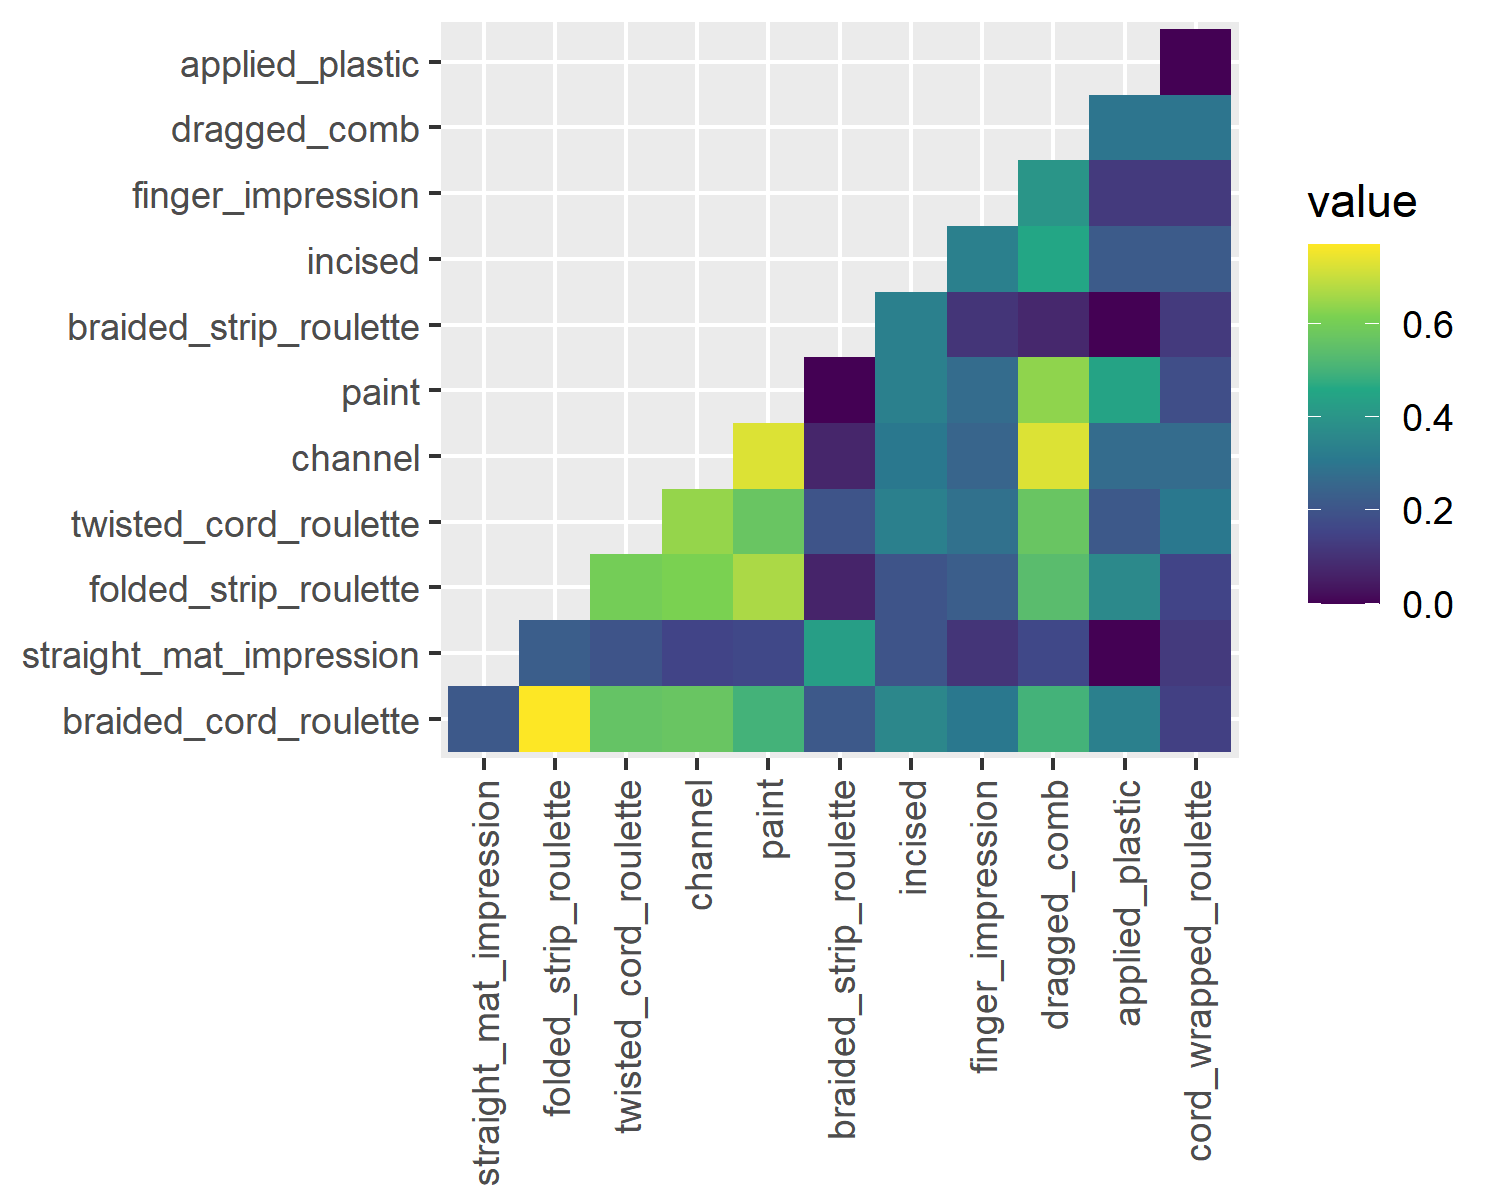 applied_plastic
dragged_comb
finger_impression
incised
braided_strip_roulette
paint
channel
twisted_cord_roulette
folded_strip_roulette
straight_mat_impression
braided_cord_roulette
straight_mat_impression
folded_strip_roulette
twisted_cord_roulette
channel
paint
braided_strip_roulette
incised
finger_impression
dragged_comb
applied_plastic
cord_wrapped_roulette
value
0.6
0.4
0.2
0.0